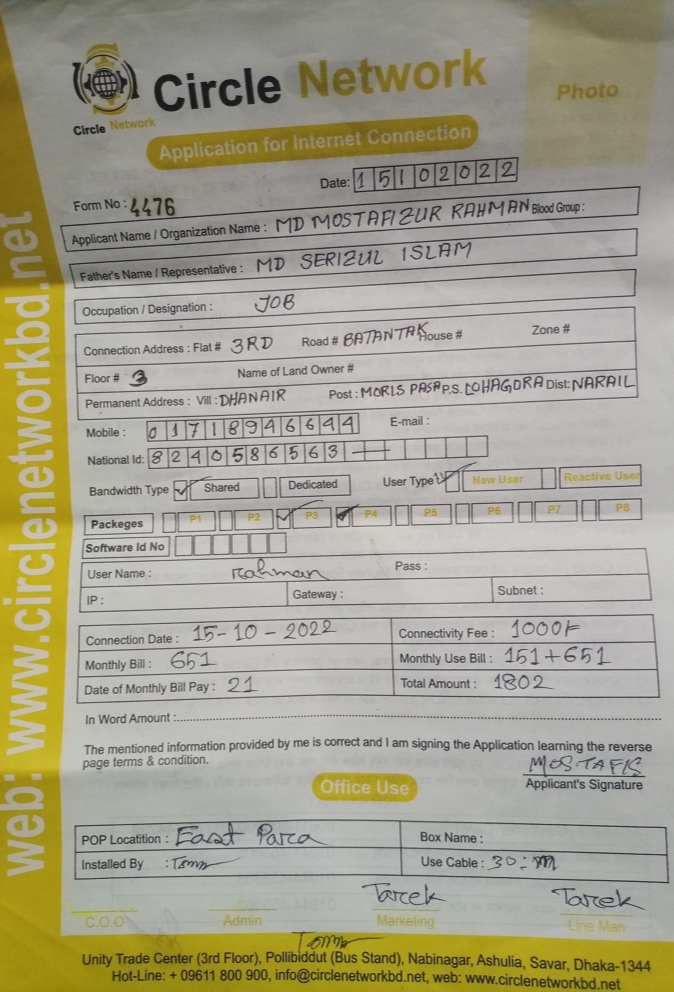 Circle Network
Photo
Circle Network
Application for Internet Connection
Date: 15102022
Form No : 4476
Applicant Name / Organization Name : MD MOSTAFIZUR RAHMAN Blood Group :
Father's Name / Representative : MD SERIZUL ISLAM
Occupation / Designation : JOB
Connection Address : Flat # 3RD Road # BATANTAK House # Zone #
Floor # 3 Name of Land Owner #
Permanent Address : Vill : DHANAIR Post : MORIS PASA P.S. LOHAGORA Dist: NARAIL
Mobile : 01718946644 E-mail :
National Id: 8240586563
Bandwidth Type Shared Dedicated User Type New User Reactive User
Packeges P1 P2 P3 P4 P5 P6 P7 P8
Software Id No
User Name : Rahman Pass :
IP : Gateway : Subnet :
Connection Date : 15-10-2022 Connectivity Fee : 1000/-
Monthly Bill : 651 Monthly Use Bill : 151+651
Date of Monthly Bill Pay : 21 Total Amount : 1802
In Word Amount :
The mentioned information provided by me is correct and I am signing the Application learning the reverse
page terms & condition.
MOSTAFIS
Applicant's Signature
Office Use
POP Locatition : East Para Box Name :
Installed By : Use Cable : 30 m
Tarek Tarek
C.O.O Admin Marketing Line Man
Unity Trade Center (3rd Floor), Pollibiddut (Bus Stand), Nabinagar, Ashulia, Savar, Dhaka-1344
Hot-Line: + 09611 800 900, info@circlenetworkbd.net, web: www.circlenetworkbd.net
web: www.circlenetworkbd.net